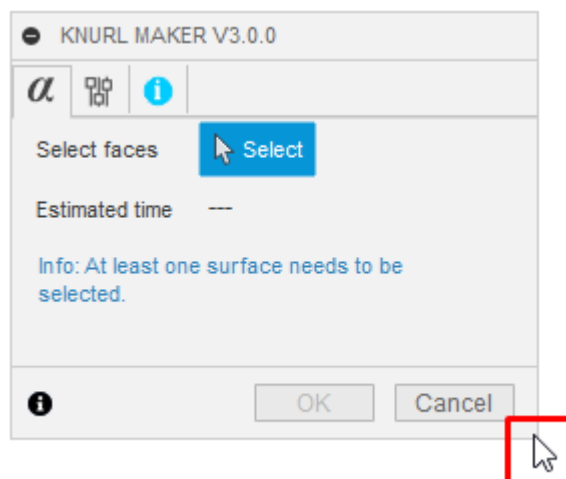 KNURL MAKER V3.0.0
α
Select faces Select
Estimated time ---
Info: At least one surface needs to be
selected.
OK Cancel